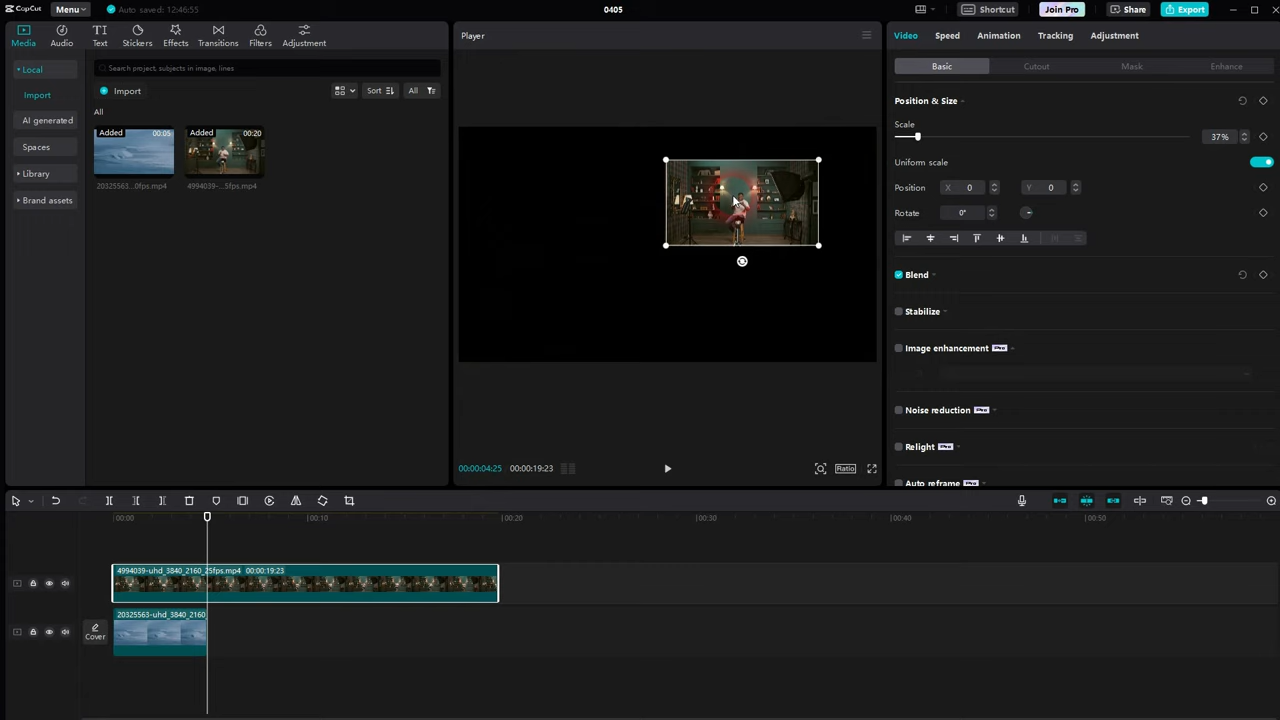 CapCut Menu Auto saved: 12:46:55 0405 Shortcut Join Pro Share Export
Media Audio Text Stickers Effects Transitions Filters Adjustment
Local
Import
AI generated
Spaces
Library
Brand assets
Search project, subjects in image, lines
Import Sort All
All
Added 00:05 Added 00:20
20325563...0fps.mp4 4994039-...5fps.mp4
Player
00:00:04:25 00:00:19:23 Ratio
Video Speed Animation Tracking Adjustment
Basic Cutout Mask Enhance
Position & Size
Scale
37%
Uniform scale
Position X 0 Y 0
Rotate 0°
Blend
Stabilize
Image enhancement Pro
Noise reduction Pro
Relight Pro
Auto reframe
00:00 00:10 00:20 00:30 00:40 00:50
4994039-uhd_3840_2160_25fps.mp4 00:00:19:23
20325563-uhd_3840_2160
Cover